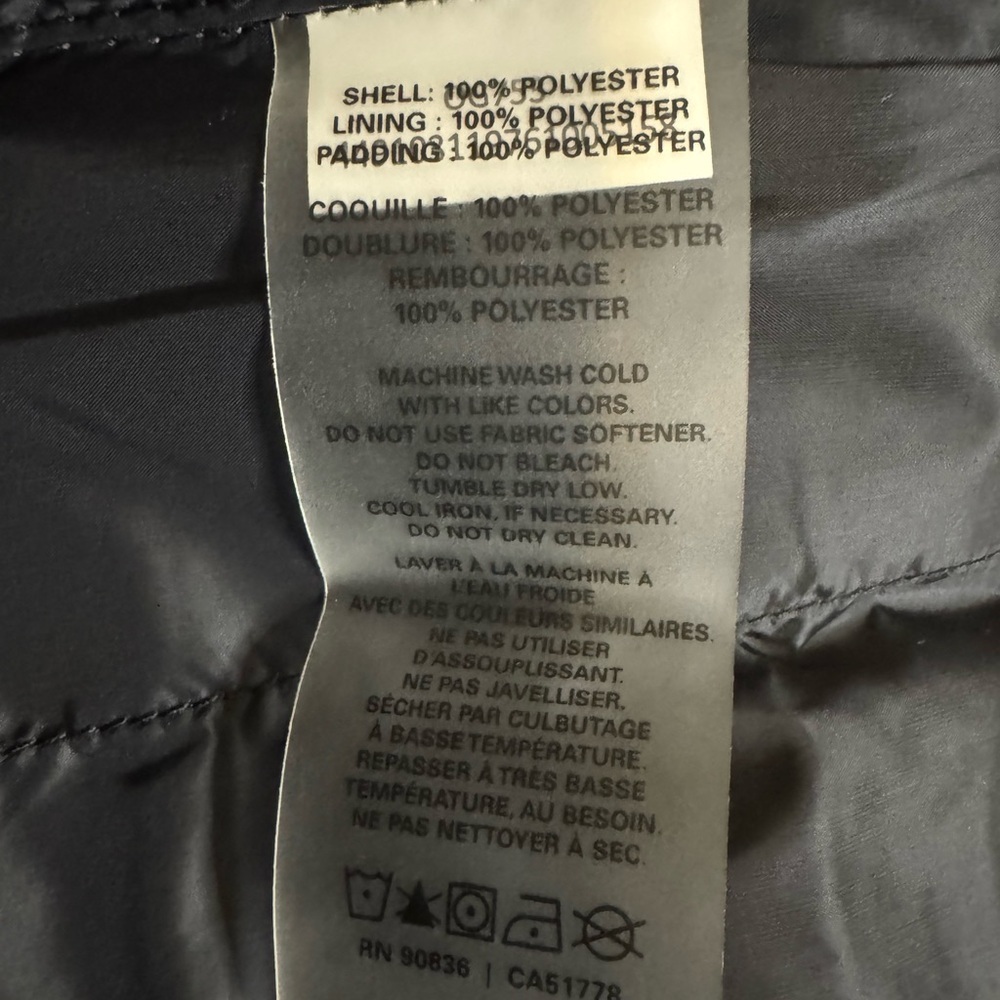 SHELL: 100% POLYESTER
LINING : 100% POLYESTER
PADDING : 100% POLYESTER
COQUILLE : 100% POLYESTER
DOUBLURE : 100% POLYESTER
REMBOURRAGE :
100% POLYESTER
MACHINE WASH COLD
WITH LIKE COLORS.
DO NOT USE FABRIC SOFTENER.
DO NOT BLEACH.
TUMBLE DRY LOW.
COOL IRON, IF NECESSARY.
DO NOT DRY CLEAN.
LAVER À LA MACHINE À
L'EAU FROIDE
AVEC DES COULEURS SIMILAIRES.
NE PAS UTILISER
D'ASSOUPLISSANT.
NE PAS JAVELLISER.
SÉCHER PAR CULBUTAGE
À BASSE TEMPÉRATURE.
REPASSER À TRÈS BASSE
TEMPÉRATURE, AU BESOIN.
NE PAS NETTOYER À SEC.
RN 90836 | CA51778